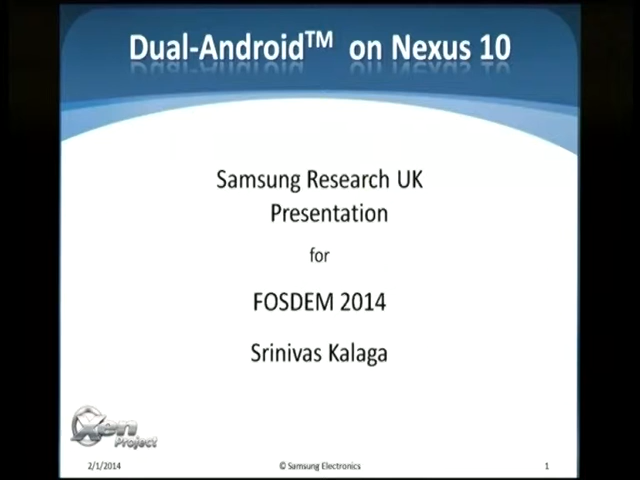 Dual-Android™ on Nexus 10
Samsung Research UK
Presentation
for
FOSDEM 2014
Srinivas Kalaga
Xen
Project
2/1/2014
© Samsung Electronics
1